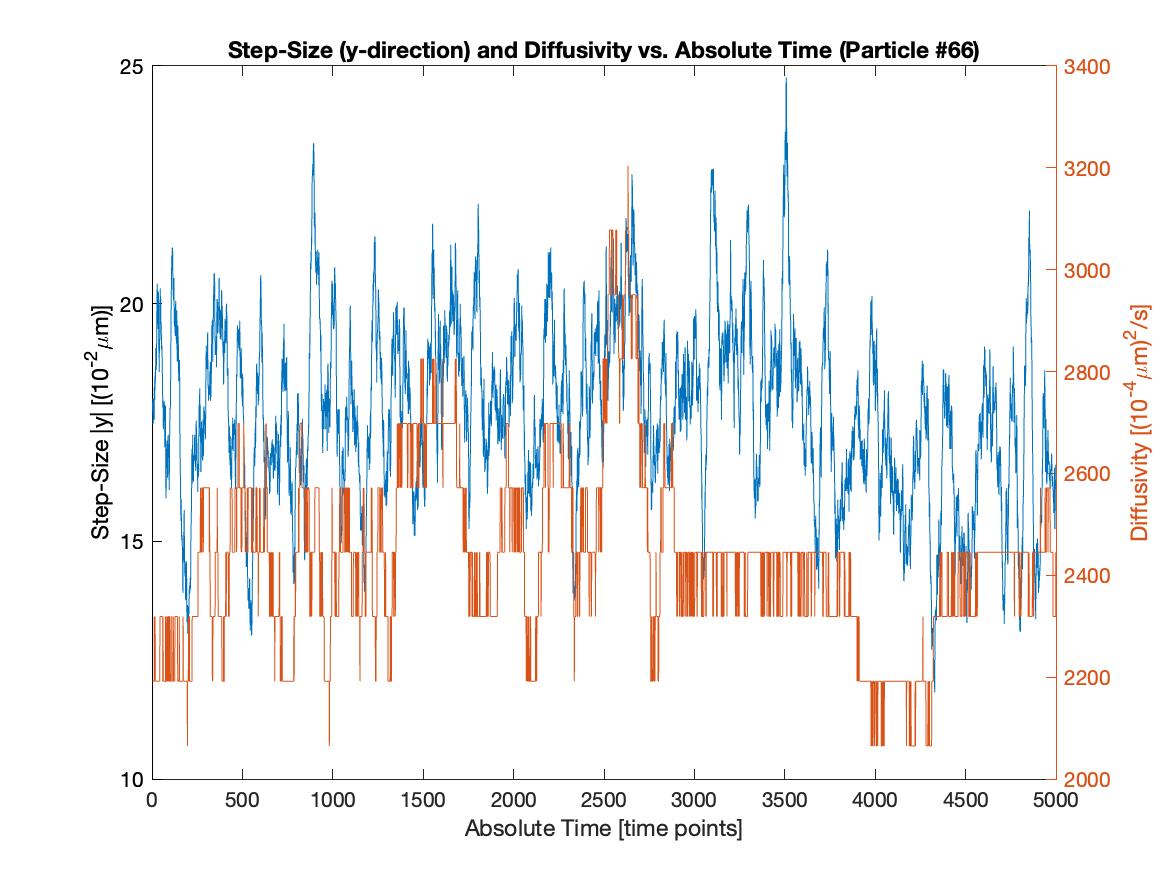 Step-Size (y-direction) and Diffusivity vs. Absolute Time (Particle #66)
25
20
15
10
Step-Size |y| [(10⁻² μm)]
3400
3200
3000
2800
2600
2400
2200
2000
Diffusivity [(10⁻⁴ μm)²/s]
0 500 1000 1500 2000 2500 3000 3500 4000 4500 5000
Absolute Time [time points]